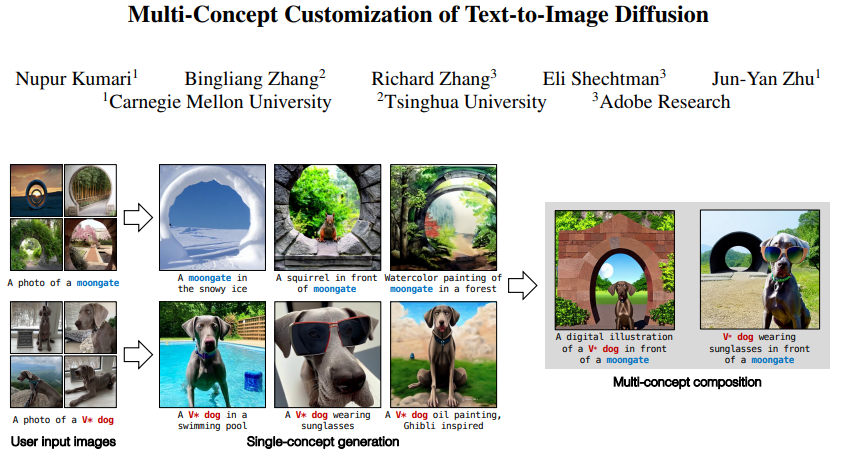 Multi-Concept Customization of Text-to-Image Diffusion
Nupur Kumari¹ Bingliang Zhang² Richard Zhang³ Eli Shechtman³ Jun-Yan Zhu¹
¹Carnegie Mellon University ²Tsinghua University ³Adobe Research
A photo of a moongate
A moongate in
the snowy ice
A squirrel in front
of moongate
Watercolor painting of
moongate in a forest
A photo of a V* dog
A V* dog in a
swimming pool
A V* dog wearing
sunglasses
A V* dog oil painting,
Ghibli inspired
A digital illustration
of a V* dog in front
of a moongate
V* dog wearing
sunglasses in front
of a moongate
Multi-concept composition
User input images
Single-concept generation